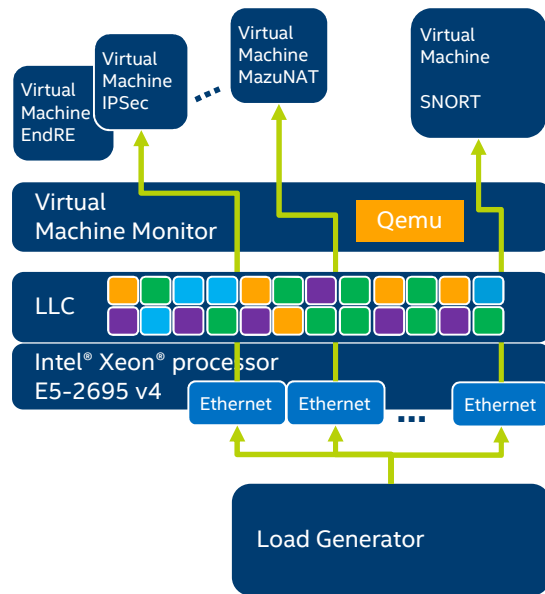 Virtual
Machine
EndRE
Virtual
Machine
IPSec
Virtual
Machine
MazuNAT
Virtual
Machine
SNORT
Virtual
Machine Monitor
Qemu
LLC
Intel® Xeon® processor
E5-2695 v4
Ethernet
Ethernet
Ethernet
Load Generator